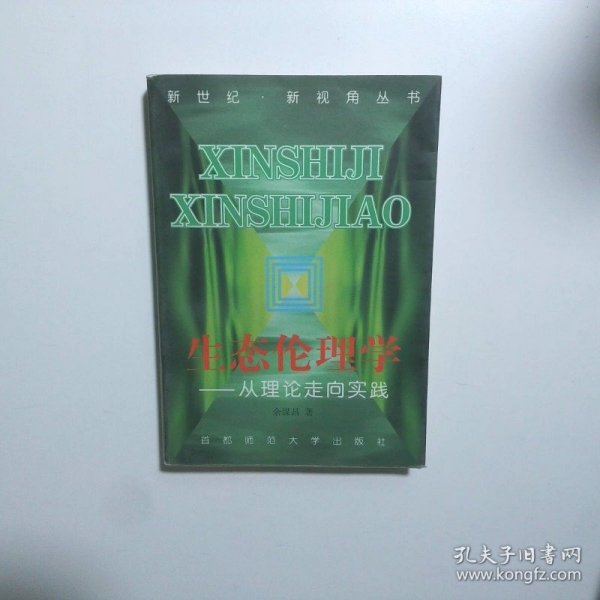 新世纪·新视角丛书
XINSHIJI
XINSHIJIAO
生态伦理学
——从理论走向实践
余谋昌 著
首都师范大学出版社
孔夫子旧书网
www.kongfz.com